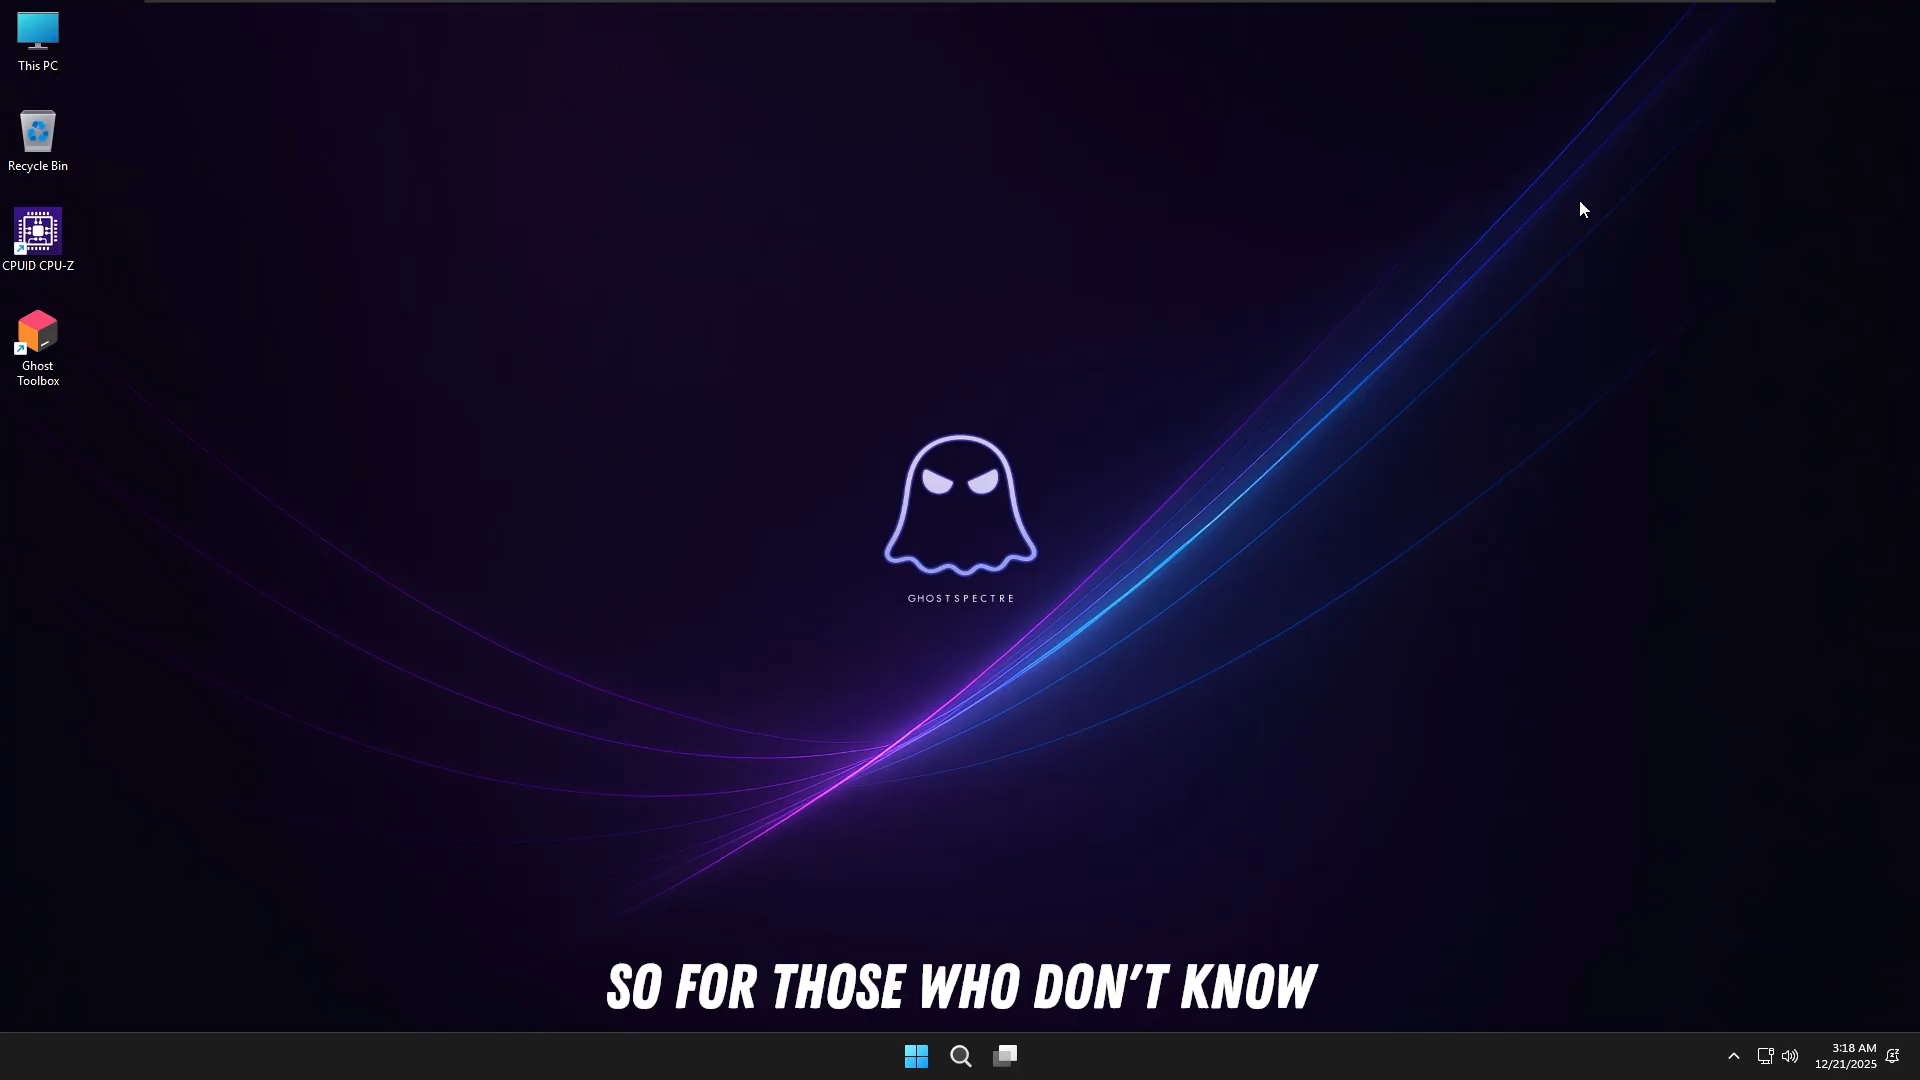 This PC
Recycle Bin
CPUID CPU-Z
Ghost
Toolbox
GHOSTSPECTRE
SO FOR THOSE WHO DON'T KNOW
3:18 AM
12/21/2025